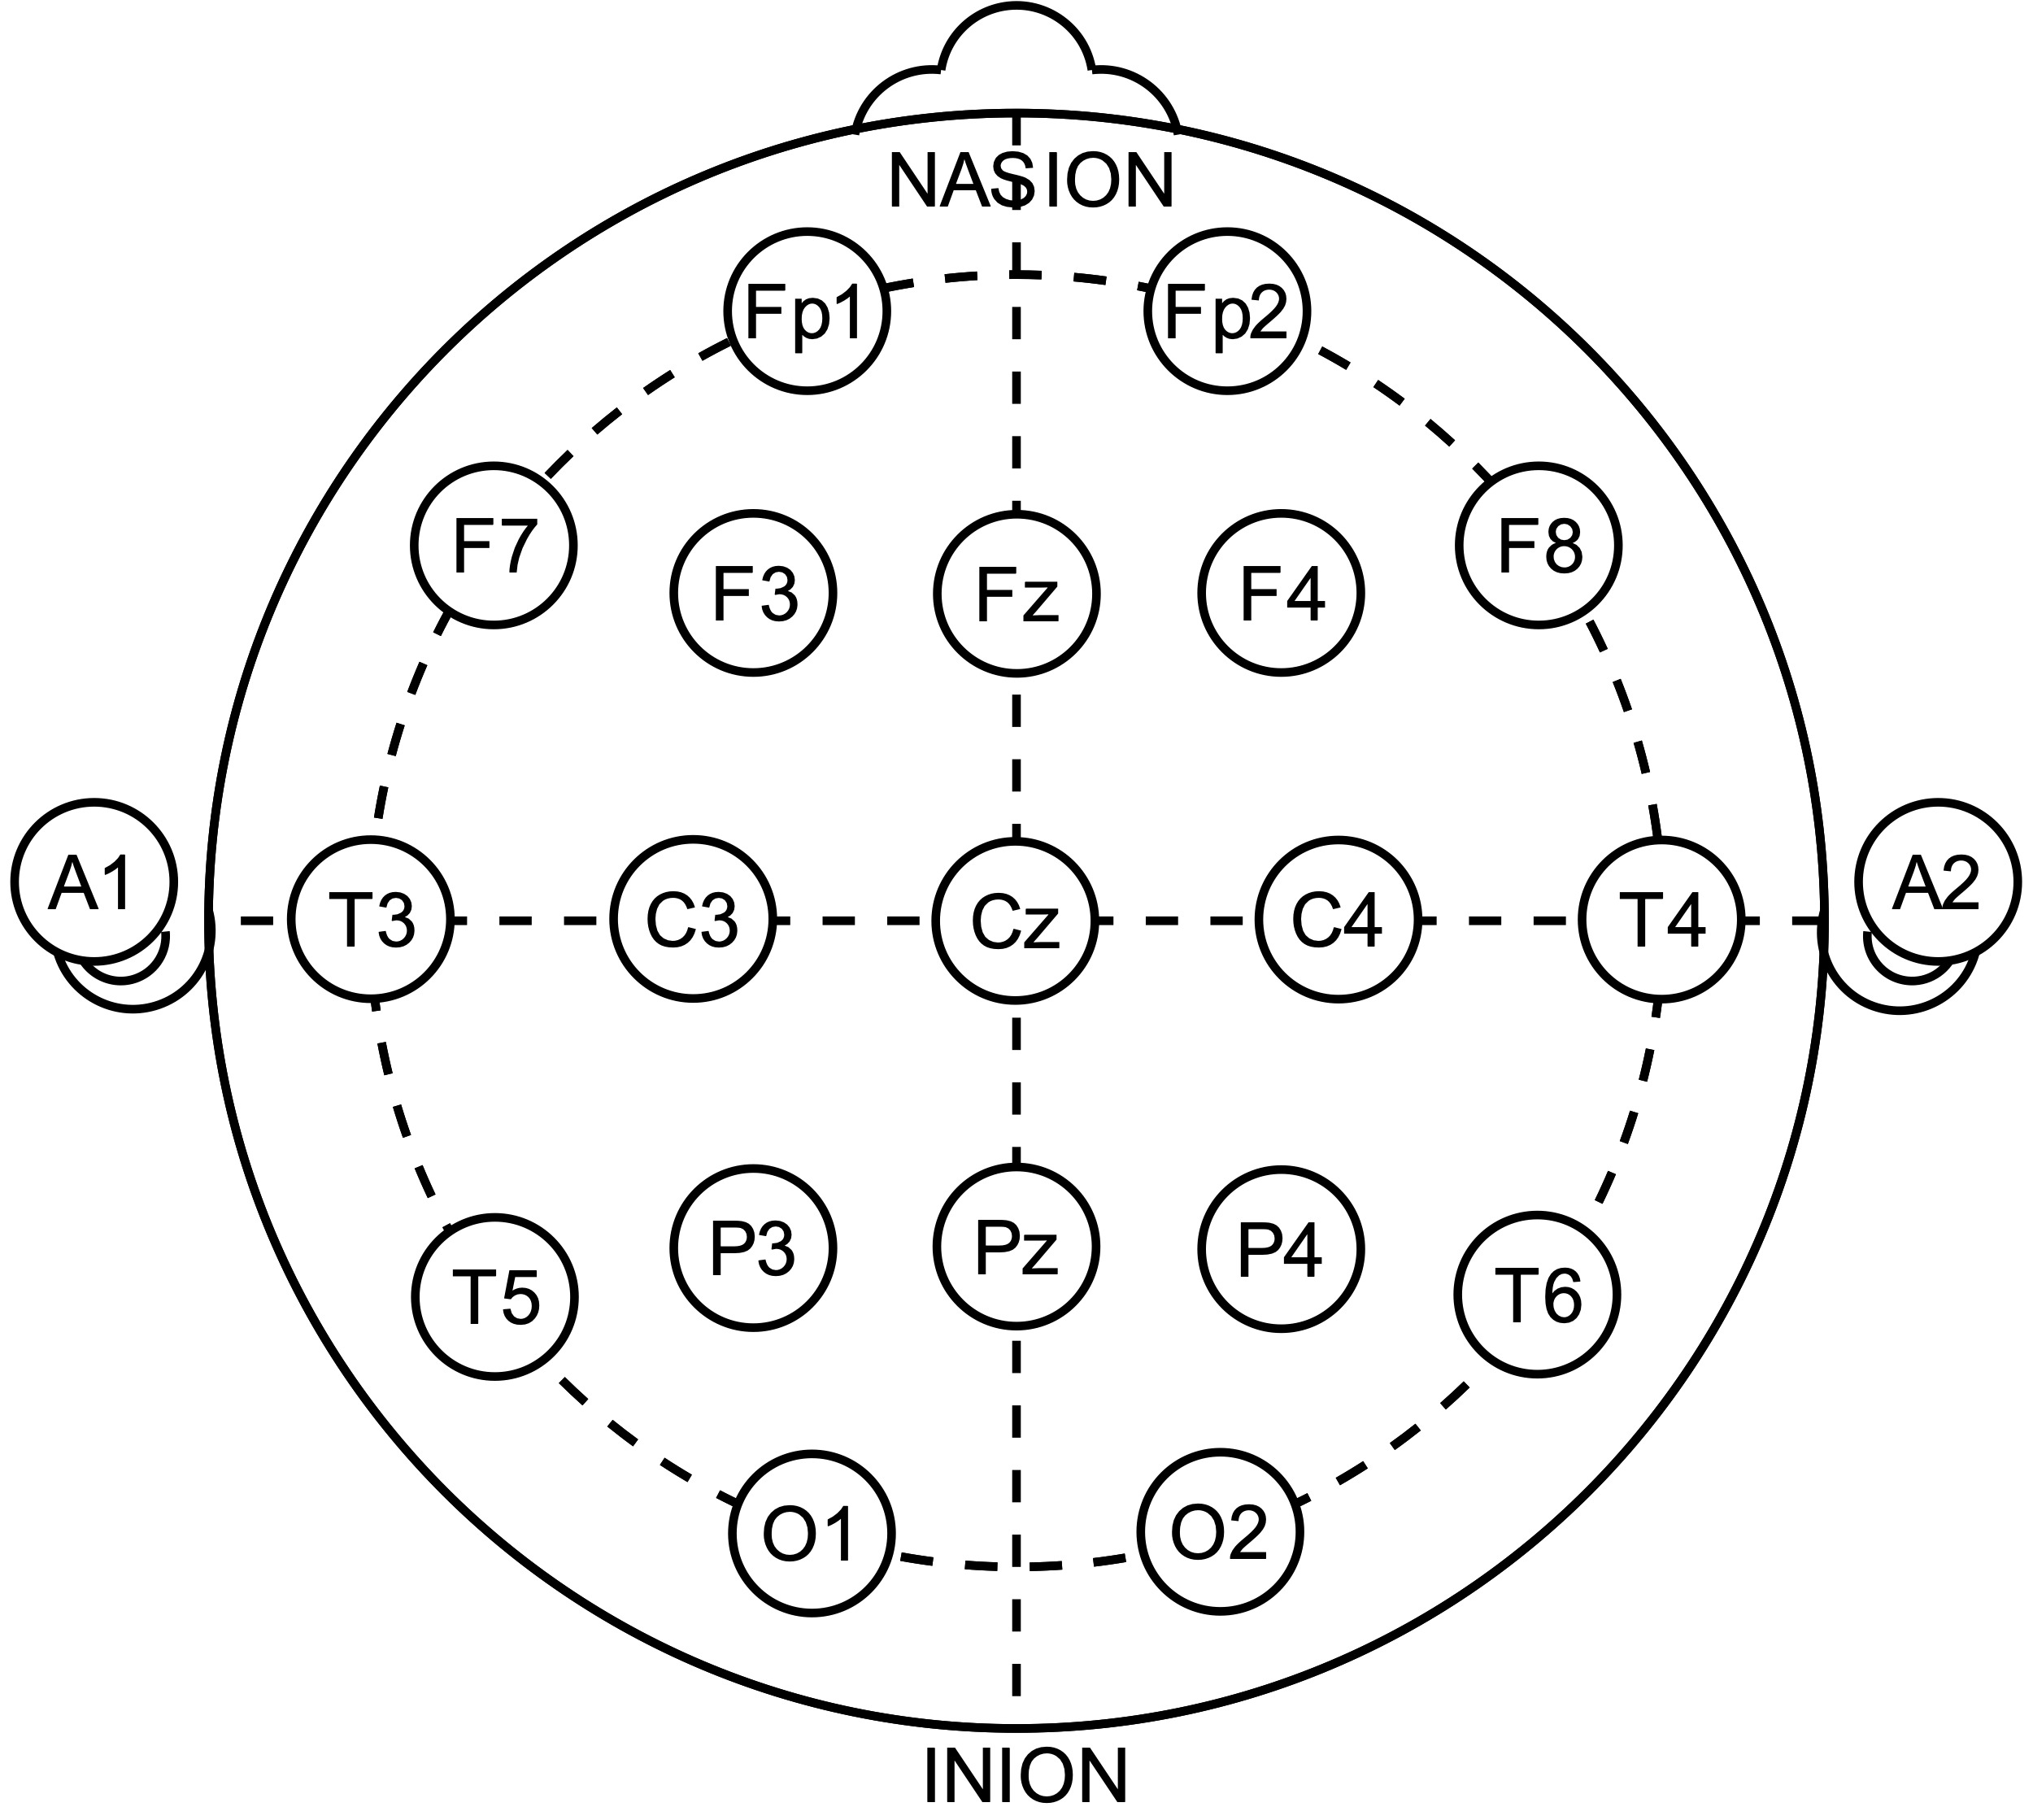 NASION
Fp1 Fp2
F7 F3 Fz F4 F8
A1 T3 C3 Cz C4 T4 A2
T5 P3 Pz P4 T6
O1 O2
INION